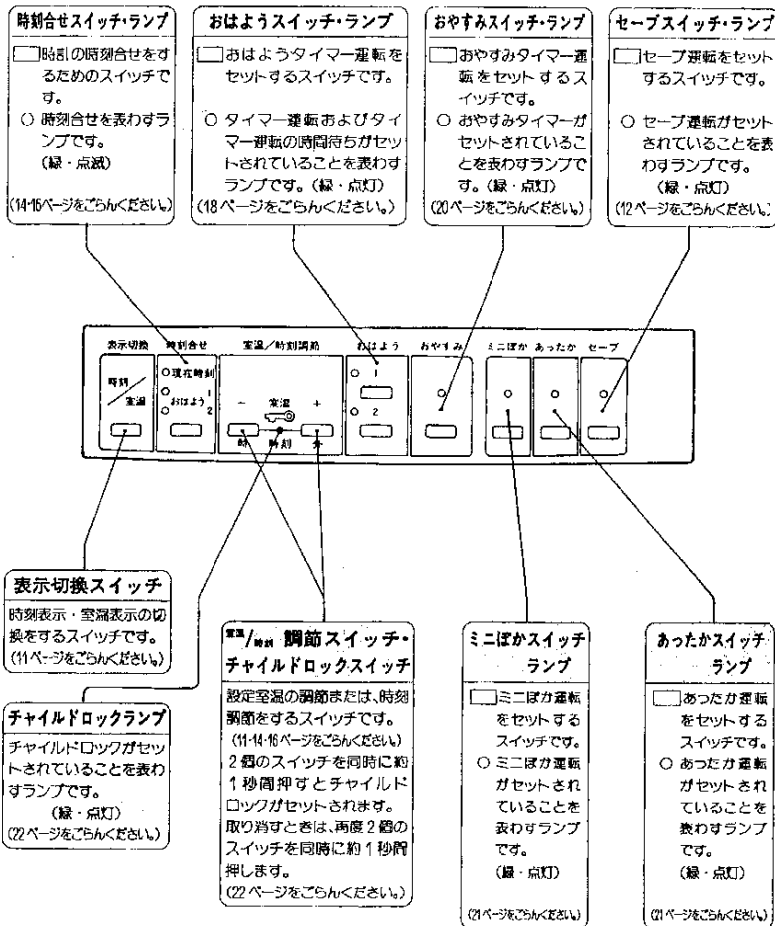 時刻合せスイッチ・ランプ
時計の時刻合せをす
るためのスイッチで
す。
○ 時刻合せを表わすラ
ンプです。
(緑・点滅)
(14・16ページをごらんください。)
おはようスイッチ・ランプ
おはようタイマー運転を
セットするスイッチです。
○ タイマー運転およびタイ
マー運転の時間待ちがセッ
トされていることを表わす
ランプです。(緑・点灯)
(18ページをごらんください。)
おやすみスイッチ・ランプ
おやすみタイマー運
転をセットするス
イッチです。
○ おやすみタイマーが
セットされているこ
とを表わすランプで
す。(緑・点灯)
(20ページをごらんください。)
セーブスイッチ・ランプ
セーブ運転をセット
するスイッチです。
○ セーブ運転がセット
されていることを表
わすランプです。
(緑・点灯)
(12ページをごらんください。)
表示切換 時刻合せ 室温/時刻調節 おはよう おやすみ ミニぽか あったか セーブ
時刻/室温
現在時刻
おはよう 1 2
− 室温 +
時 時刻 分
1
2
表示切換スイッチ
時刻表示・室温表示の切
換をするスイッチです。
(11ページをごらんください。)
チャイルドロックランプ
チャイルドロックがセッ
トされていることを表わ
すランプです。
(緑・点灯)
(22ページをごらんください。)
室温/時刻 調節スイッチ・
チャイルドロックスイッチ
設定室温の調節または、時刻
調節をするスイッチです。
(11・14・16ページをごらんください。)
2個のスイッチを同時に約
1秒間押すとチャイルド
ロックがセットされます。
取り消すときは、再度2個の
スイッチを同時に約1秒間
押します。
(22ページをごらんください。)
ミニぽかスイッチ
ランプ
ミニぽか運転
をセットする
スイッチです。
○ ミニぽか運転
がセットされ
ていることを
表わすランプ
です。
(緑・点灯)
(21ページをごらんください。)
あったかスイッチ
ランプ
あったか運転
をセットする
スイッチです。
○ あったか運転
がセットされ
ていることを
表わすランプ
です。
(緑・点灯)
(21ページをごらんください。)